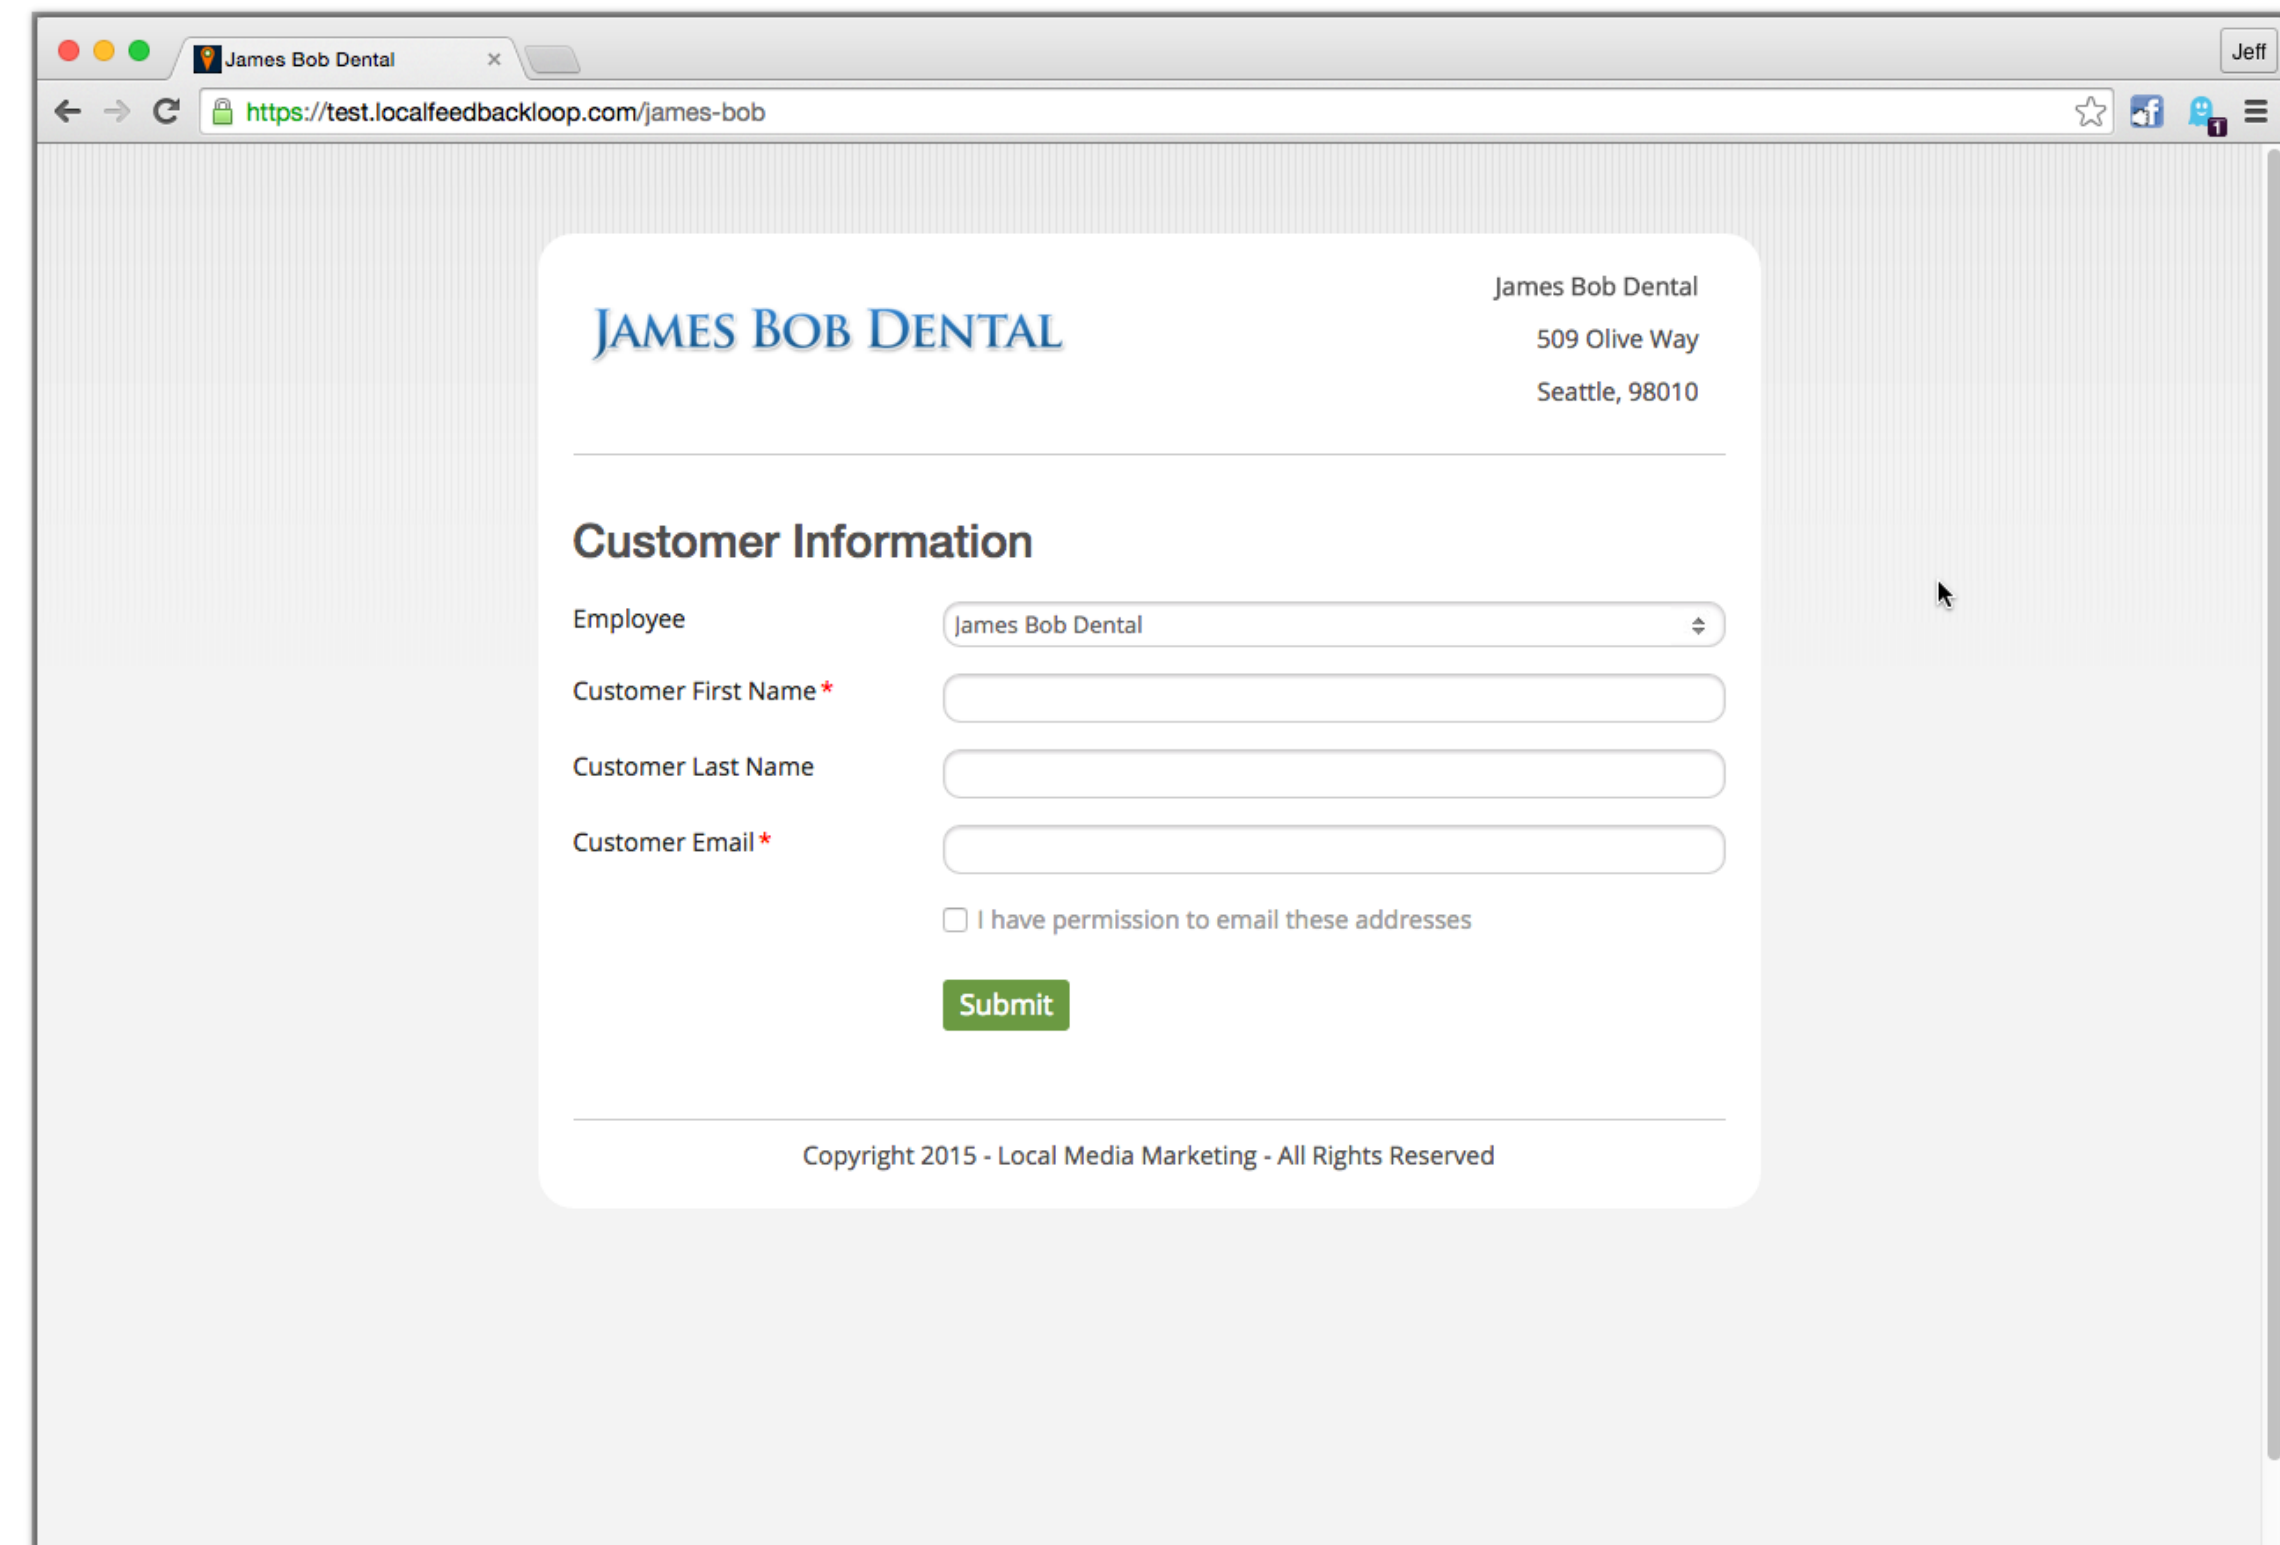 James Bob Dental
Jeff
https://test.localfeedbackloop.com/james-bob
1
JAMES BOB DENTAL
James Bob Dental
509 Olive Way
Seattle, 98010
Customer Information
Employee James Bob Dental
Customer First Name*
Customer Last Name
Customer Email*
I have permission to email these addresses
Submit
Copyright 2015 - Local Media Marketing - All Rights Reserved